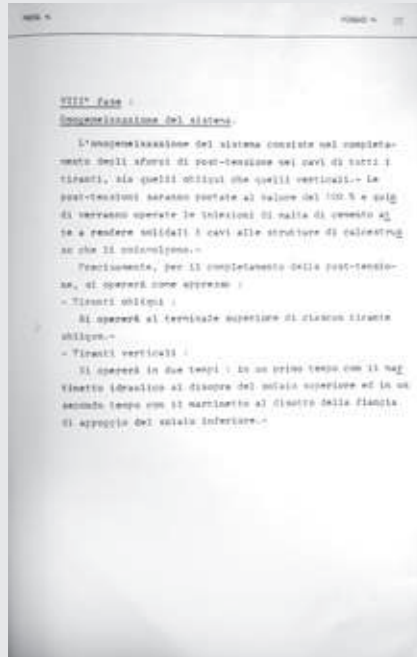 VIII° fase :
Omogeneizzazione del sistema.
L'omogeneizzazione del sistema consiste nel completa-
mento degli sforzi di post-tensione nei cavi di tutti i
tiranti, sia quelli obliqui che quelli verticali.- Le
post-tensioni saranno portate al valore del 100 % e quin
di verranno operate le iniezioni di malta di cemento at
te a rendere solidali i cavi alle strutture di calcestruz
zo che li coinvolgono.-
Precisamente, per il completamento della post-tensio-
ne, si opererà come appresso :
- Tiranti obliqui :
Si opererà al terminale superiore di ciascun tirante
obliquo.-
- Tiranti verticali :
Si opererà in due tempi : in un primo tempo con il mar
tinetto idraulico al disopra del solaio superiore ed in un
secondo tempo con il martinetto al disotto della flangia
di appoggio del solaio inferiore.-